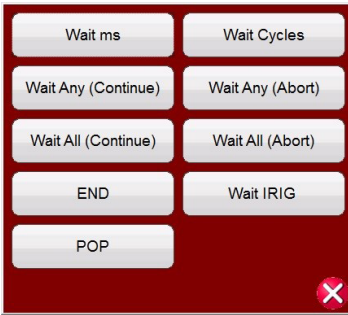 Wait ms
Wait Cycles
Wait Any (Continue)
Wait Any (Abort)
Wait All (Continue)
Wait All (Abort)
END
Wait IRIG
POP